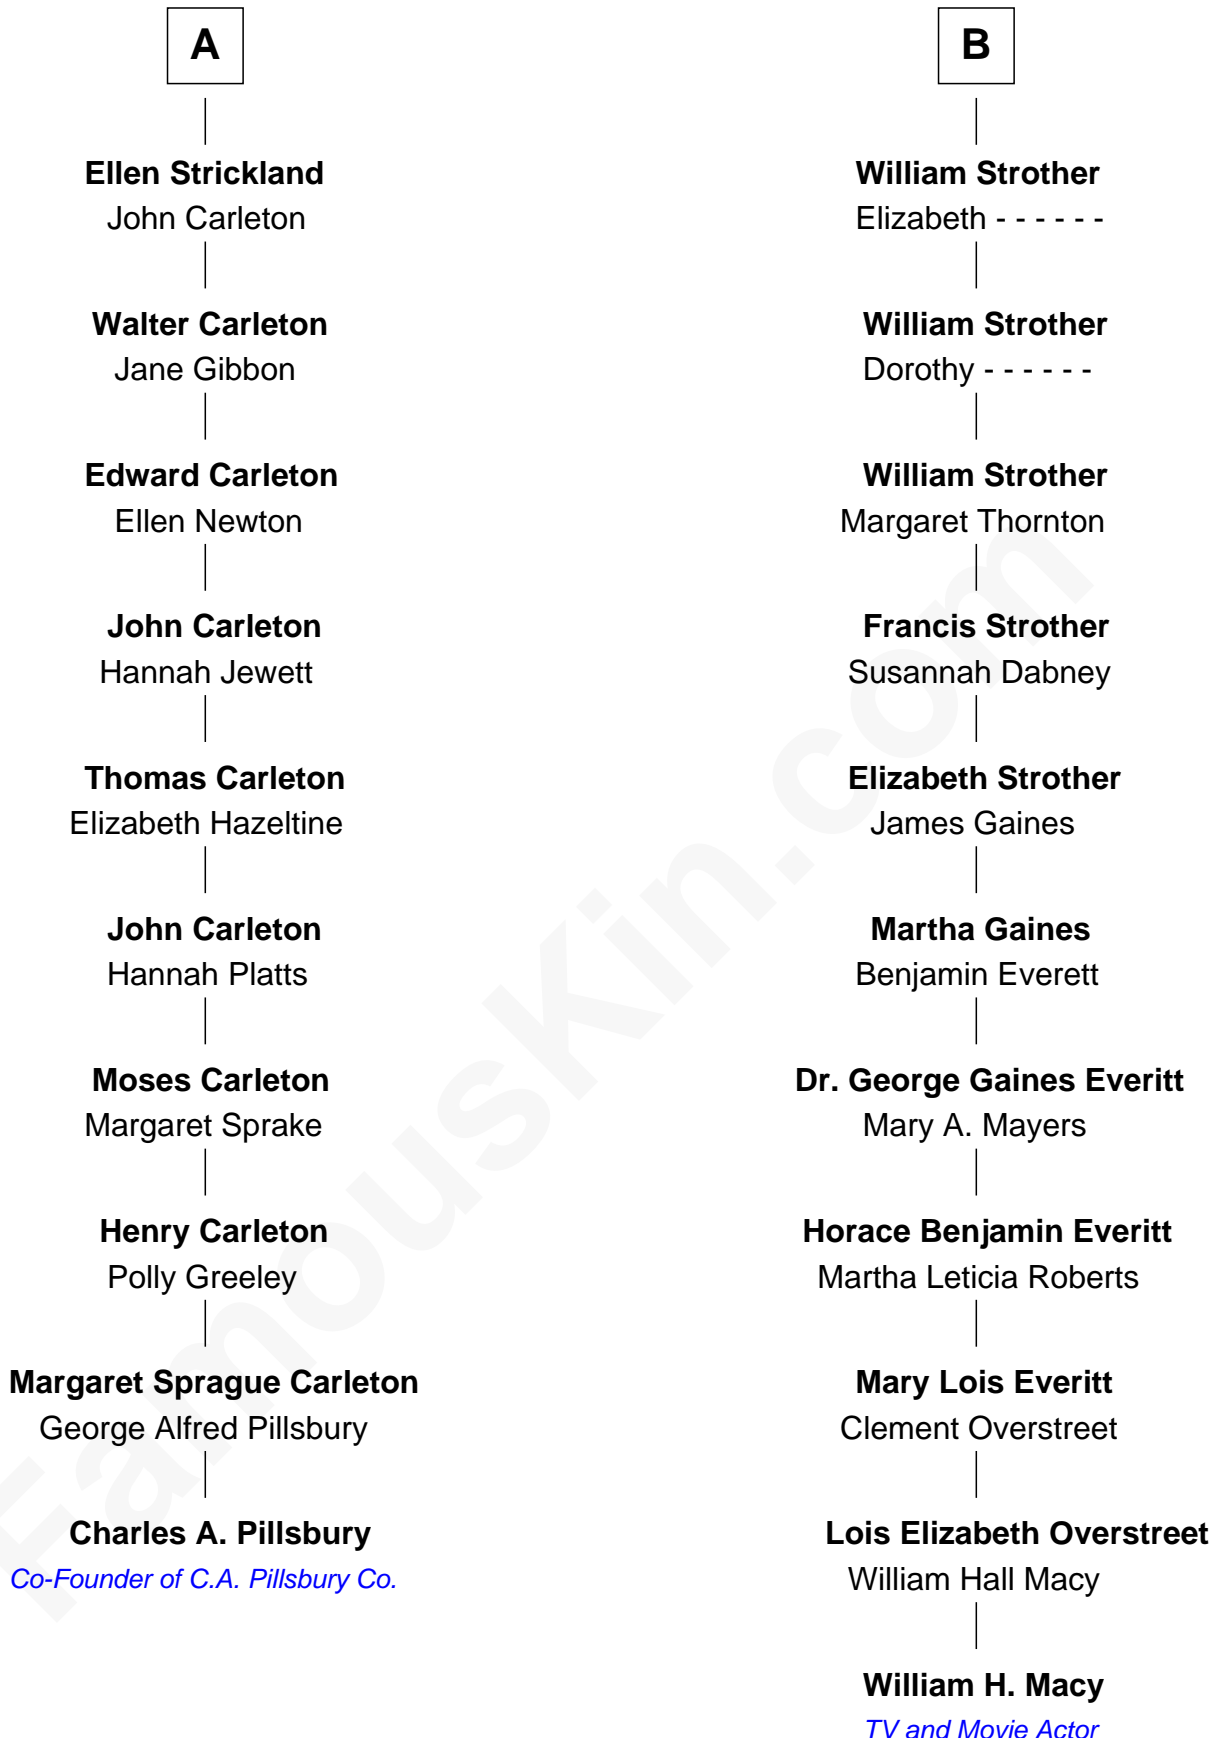 A
Ellen Strickland
John Carleton
Walter Carleton
Jane Gibbon
Edward Carleton
Ellen Newton
John Carleton
Hannah Jewett
Thomas Carleton
Elizabeth Hazeltine
John Carleton
Hannah Platts
Moses Carleton
Margaret Sprake
Henry Carleton
Polly Greeley
Margaret Sprague Carleton
George Alfred Pillsbury
Charles A. Pillsbury
Co-Founder of C.A. Pillsbury Co.
B
William Strother
Elizabeth - - - - - -
William Strother
Dorothy - - - - - -
William Strother
Margaret Thornton
Francis Strother
Susannah Dabney
Elizabeth Strother
James Gaines
Martha Gaines
Benjamin Everett
Dr. George Gaines Everitt
Mary A. Mayers
Horace Benjamin Everitt
Martha Leticia Roberts
Mary Lois Everitt
Clement Overstreet
Lois Elizabeth Overstreet
William Hall Macy
William H. Macy
TV and Movie Actor
FamousKin.com